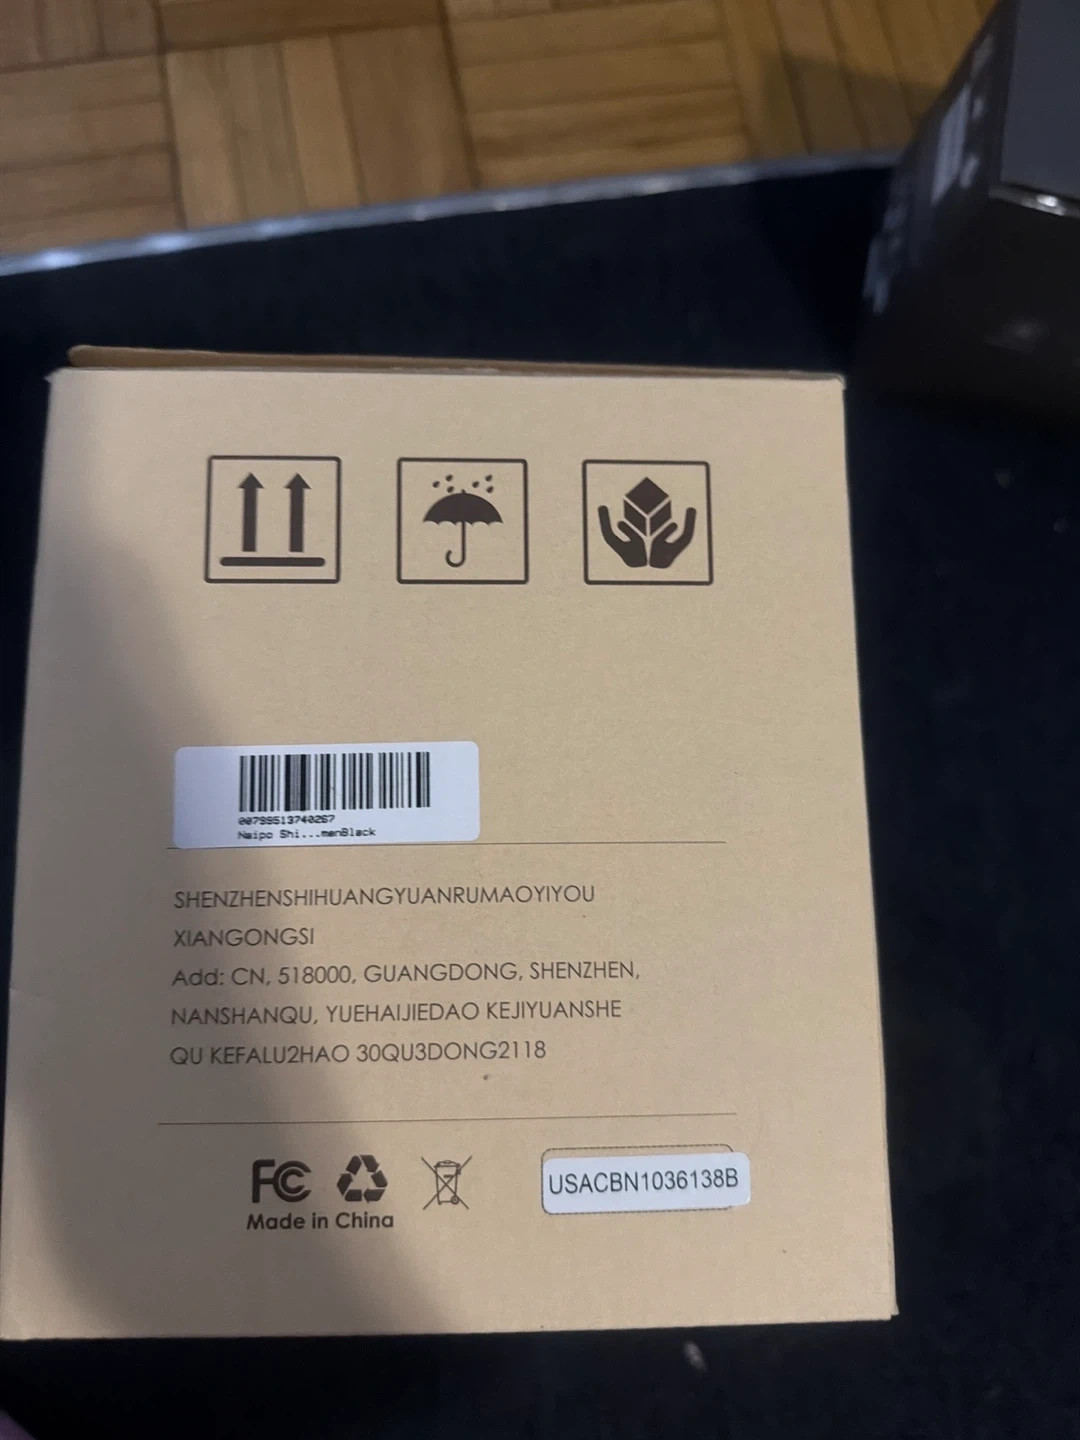 00799513740267
Naipo Shi...menBlack
SHENZHENSHIHUANGYUANRUMAOYIYOU
XIANGONGSI
Add: CN, 518000, GUANGDONG, SHENZHEN,
NANSHANQU, YUEHAIJIEDAO KEJIYUANSHE
QU KEFALU2HAO 30QU3DONG2118
FC
Made in China
USACBN1036138B